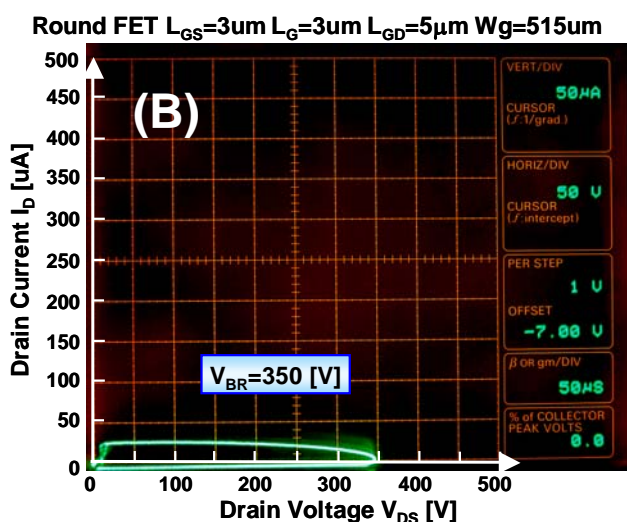 Round FET LGS=3um LG=3um LGD=5μm Wg=515um
500
450
400
350
300
250
200
150
100
50
0
Drain Current ID [uA]
(B)
VBR=350 [V]
VERT/DIV
50μA
CURSOR
(ƒ:1/grad.)
HORIZ/DIV
50 V
CURSOR
(ƒ:intercept)
PER STEP
1 V
OFFSET
-7.00 V
β OR gm/DIV
50μS
% of COLLECTOR
PEAK VOLTS
0.0
0 100 200 300 400 500
Drain Voltage VDS [V]